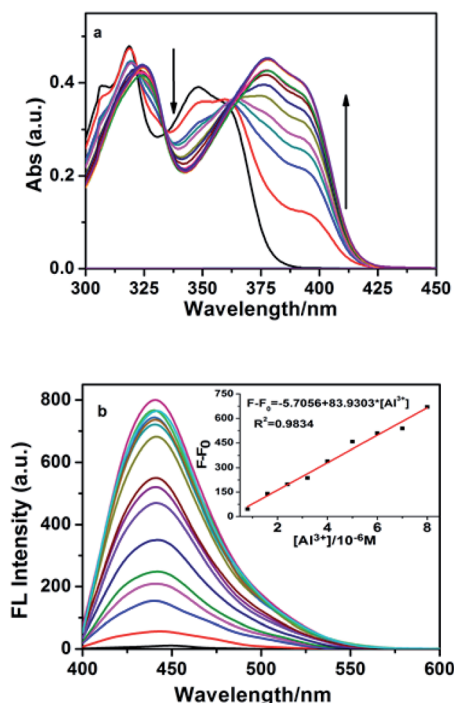 a
0.4
0.2
0.0
Abs (a.u.)
300 325 350 375 400 425 450
Wavelength/nm
b
800
600
400
200
0
FL Intensity (a.u.)
400 450 500 550 600
Wavelength/nm
750
600
450
300
150
0
F-F₀
F-F₀=-5.7056+83.9303*[Al³⁺]
R²=0.9834
2 4 6 8
[Al³⁺]/10⁻⁶M